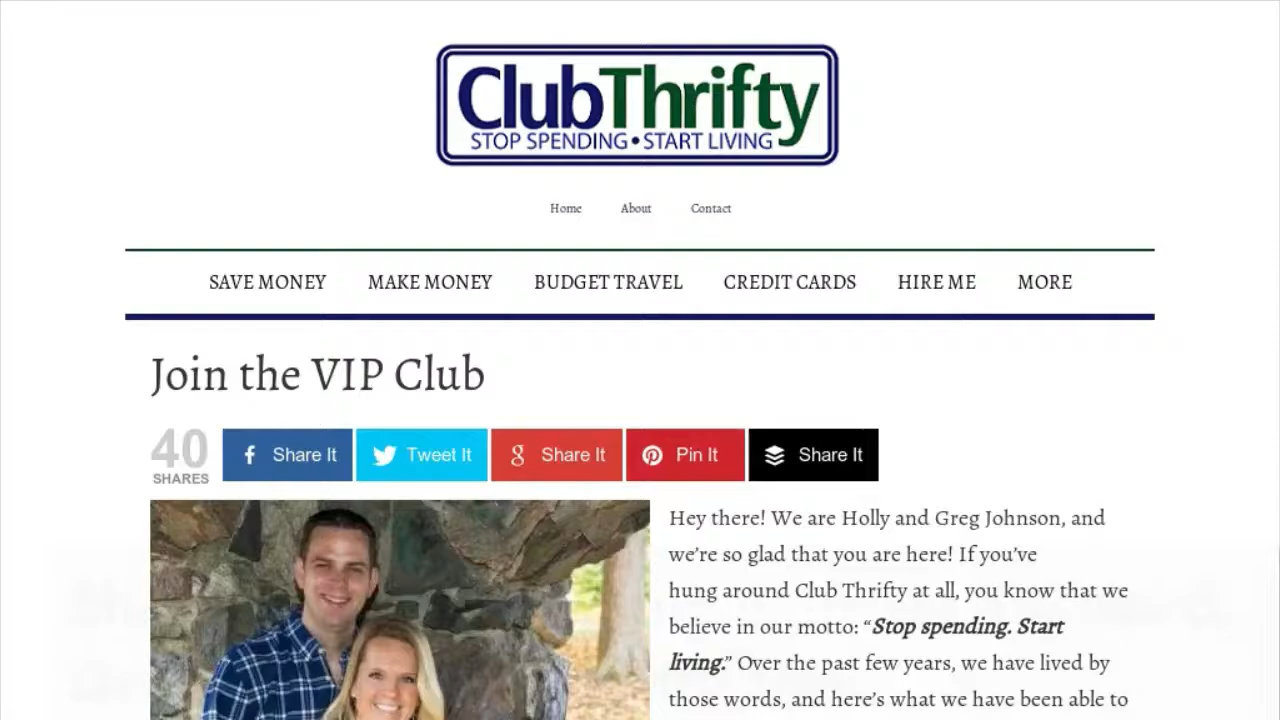 ClubThrifty
STOP SPENDING•START LIVING
Home About Contact
SAVE MONEY MAKE MONEY BUDGET TRAVEL CREDIT CARDS HIRE ME MORE
Join the VIP Club
40
SHARES
Share It Tweet It Share It Pin It Share It
Hey there! We are Holly and Greg Johnson, and
we’re so glad that you are here! If you’ve
hung around Club Thrifty at all, you know that we
believe in our motto: “Stop spending. Start
living.” Over the past few years, we have lived by
those words, and here’s what we have been able to